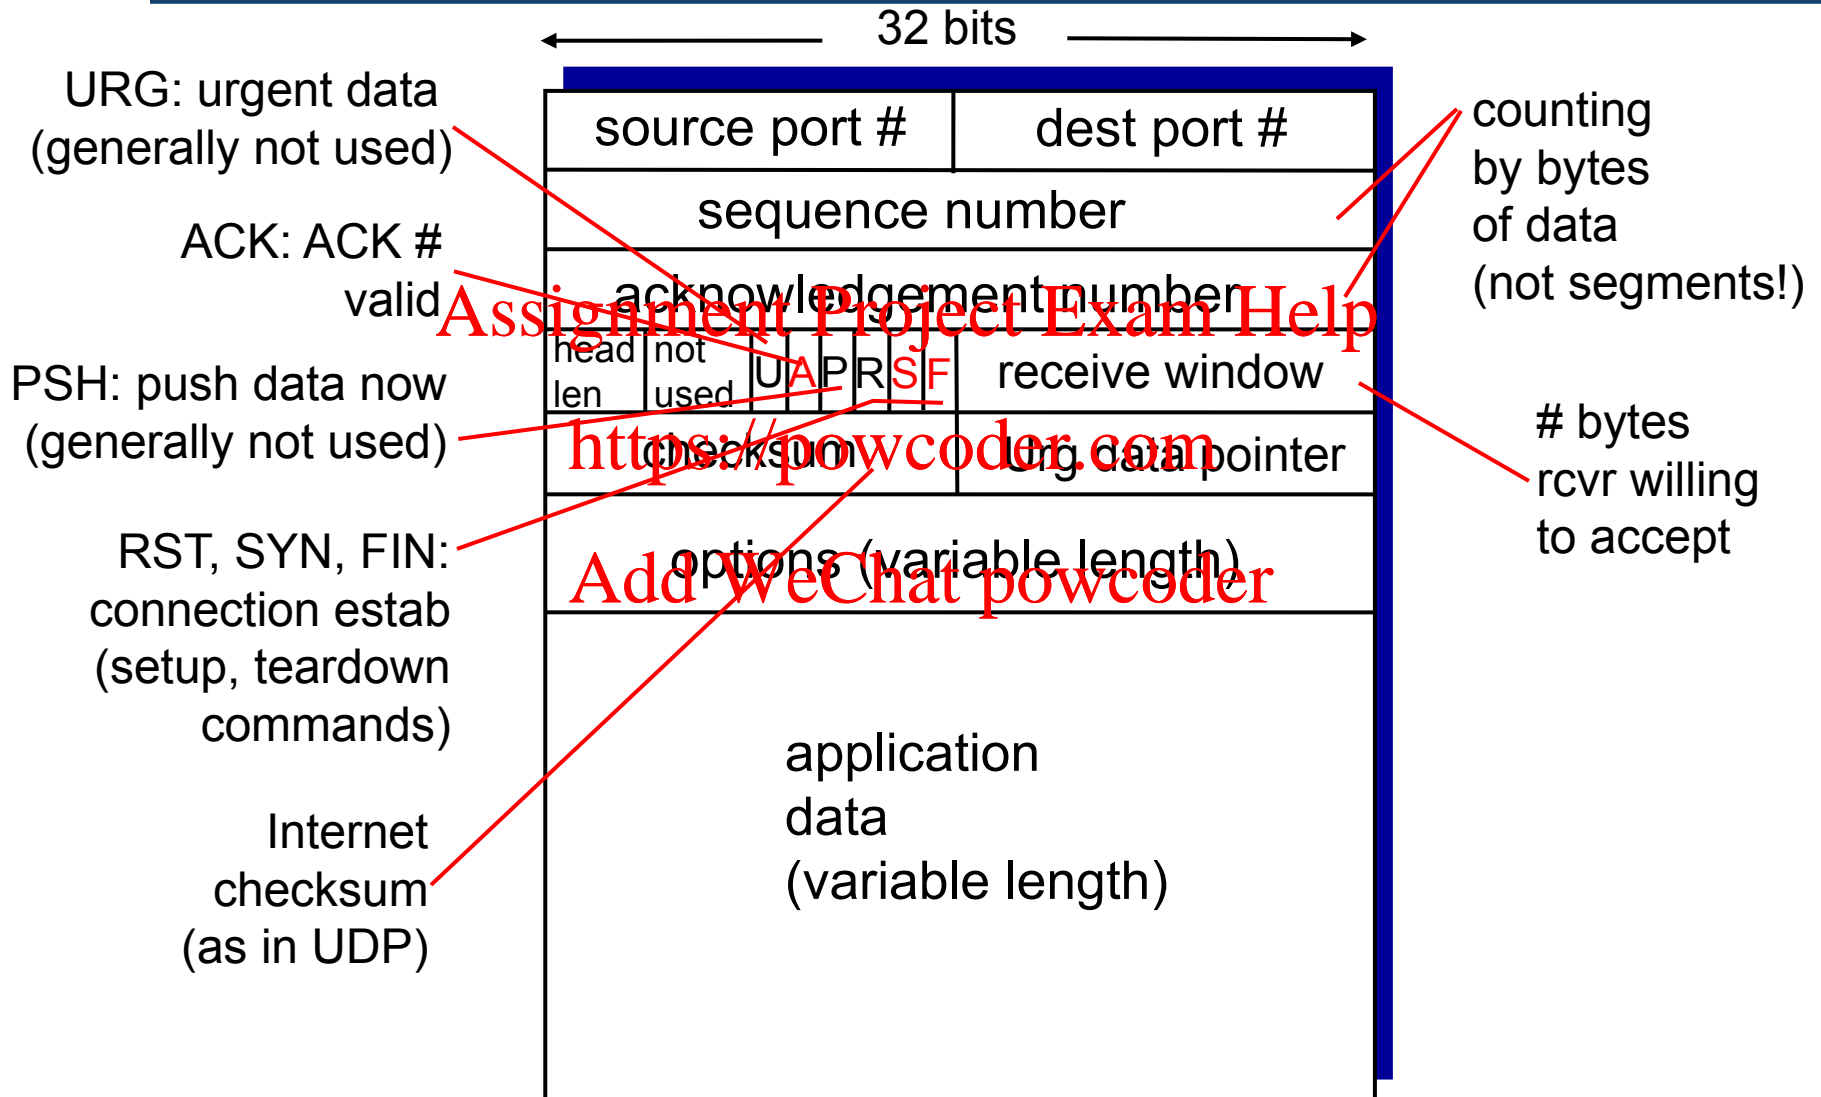 32 bits
URG: urgent data
(generally not used)
ACK: ACK #
valid
PSH: push data now
(generally not used)
RST, SYN, FIN:
connection estab
(setup, teardown
commands)
Internet
checksum
(as in UDP)
source port #
dest port #
sequence number
acknowledgement number
Assignment Project Exam Help
head
len
not
used
U
A
P
R
S
F
receive window
checksum
Urg data pointer
https://powcoder.com
options (variable length)
Add WeChat powcoder
application
data
(variable length)
counting
by bytes
of data
(not segments!)
# bytes
rcvr willing
to accept